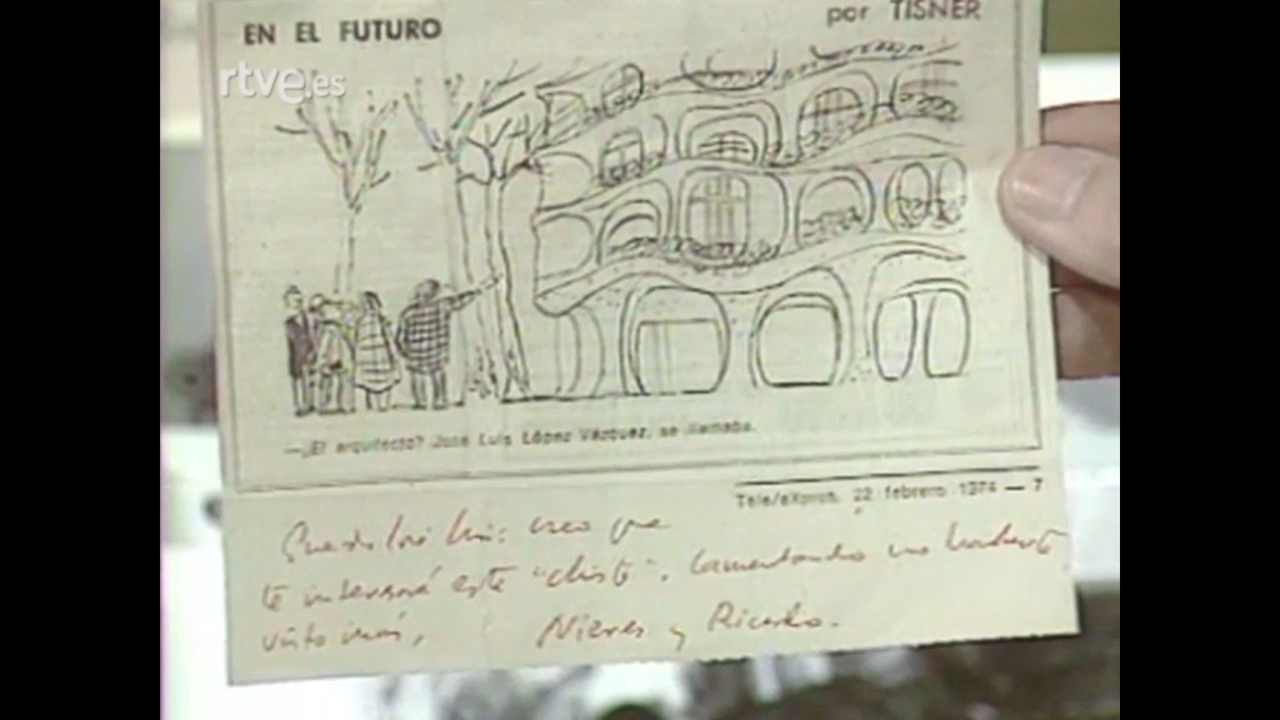 EN EL FUTURO
por TISNER
rtve.es
—¿El arquitecto? José Luis López Vázquez, se llamaba.
Tele/eXprés, 22 febrero 1974 — 7
Querido José Luis: creo que
te interesará este "chiste". Lamentando no haberte
visto más,
Nieves y Ricardo.